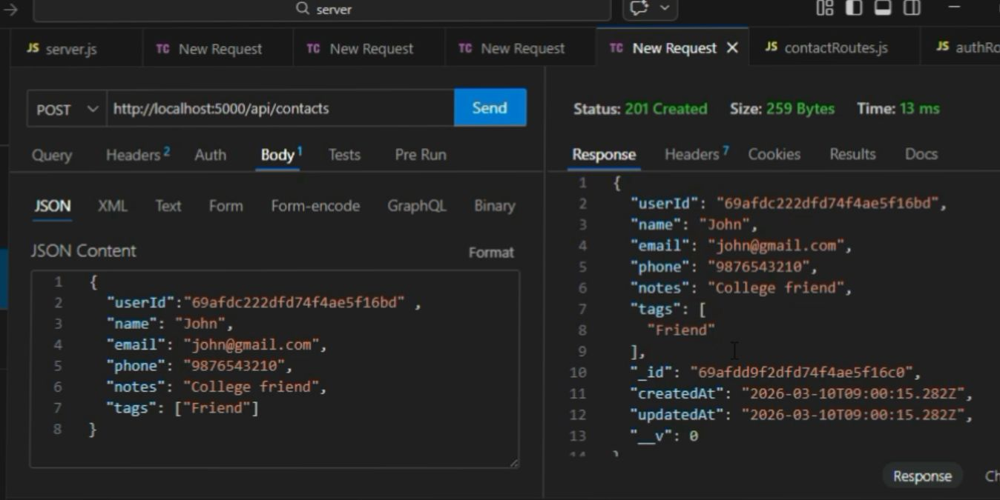 server
JS server.js
TC New Request
TC New Request
TC New Request
TC New Request
JS contactRoutes.js
JS authRo
POST
http://localhost:5000/api/contacts
Send
Query
Headers 2
Auth
Body 1
Tests
Pre Run
JSON
XML
Text
Form
Form-encode
GraphQL
Binary
JSON Content
Format
1 {
2 "userId":"69afdc222dfd74f4ae5f16bd" ,
3 "name": "John",
4 "email": "john@gmail.com",
5 "phone": "9876543210",
6 "notes": "College friend",
7 "tags": ["Friend"]
8 }
Status: 201 Created Size: 259 Bytes Time: 13 ms
Response
Headers 7
Cookies
Results
Docs
1 {
2 "userId": "69afdc222dfd74f4ae5f16bd",
3 "name": "John",
4 "email": "john@gmail.com",
5 "phone": "9876543210",
6 "notes": "College friend",
7 "tags": [
8 "Friend"
9 ],
10 "_id": "69afdd9f2dfd74f4ae5f16c0",
11 "createdAt": "2026-03-10T09:00:15.282Z",
12 "updatedAt": "2026-03-10T09:00:15.282Z",
13 "__v": 0
14 }
Response
Ch